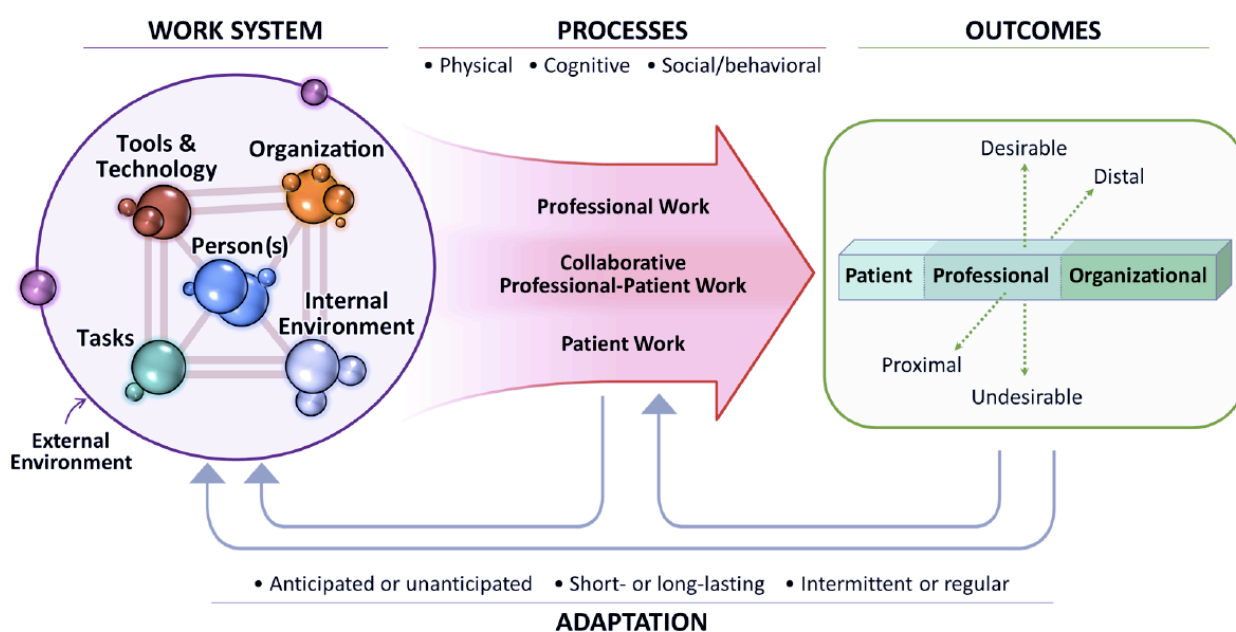 WORK SYSTEM
PROCESSES
OUTCOMES
• Physical • Cognitive • Social/behavioral
Tools &
Technology
Organization
Person(s)
Internal
Environment
Tasks
External
Environment
Professional Work
Collaborative
Professional-Patient Work
Patient Work
Desirable
Distal
Patient
Professional
Organizational
Proximal
Undesirable
• Anticipated or unanticipated • Short- or long-lasting • Intermittent or regular
ADAPTATION